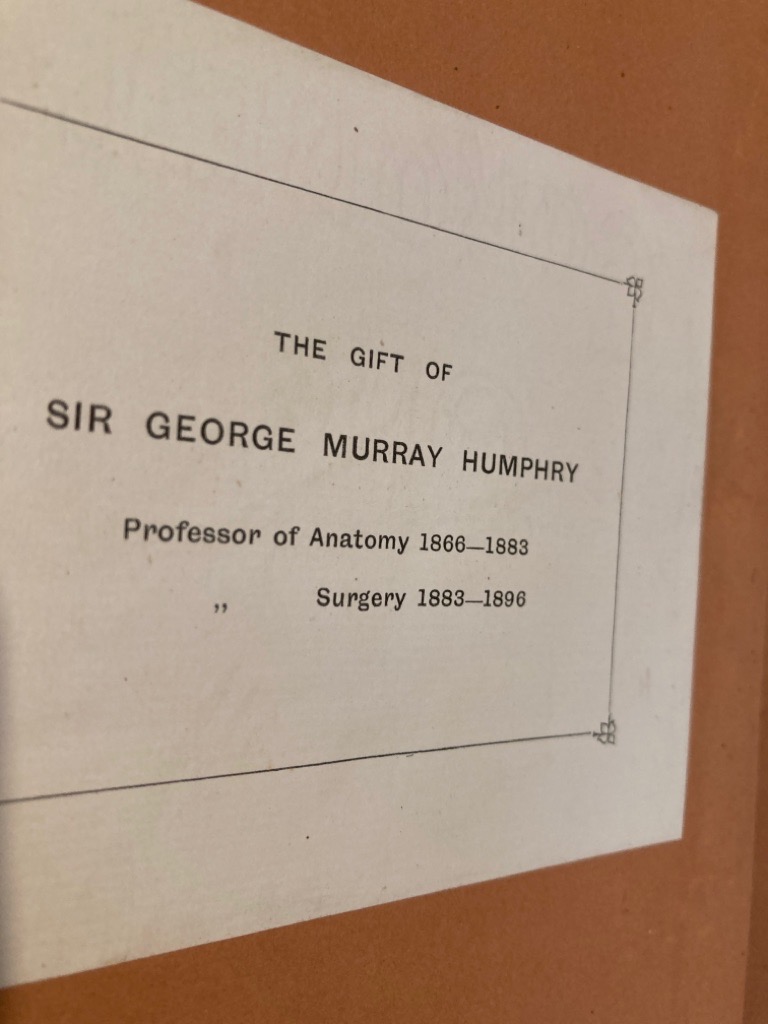 THE GIFT OF
SIR GEORGE MURRAY HUMPHRY
Professor of Anatomy 1866—1883
„ Surgery 1883—1896